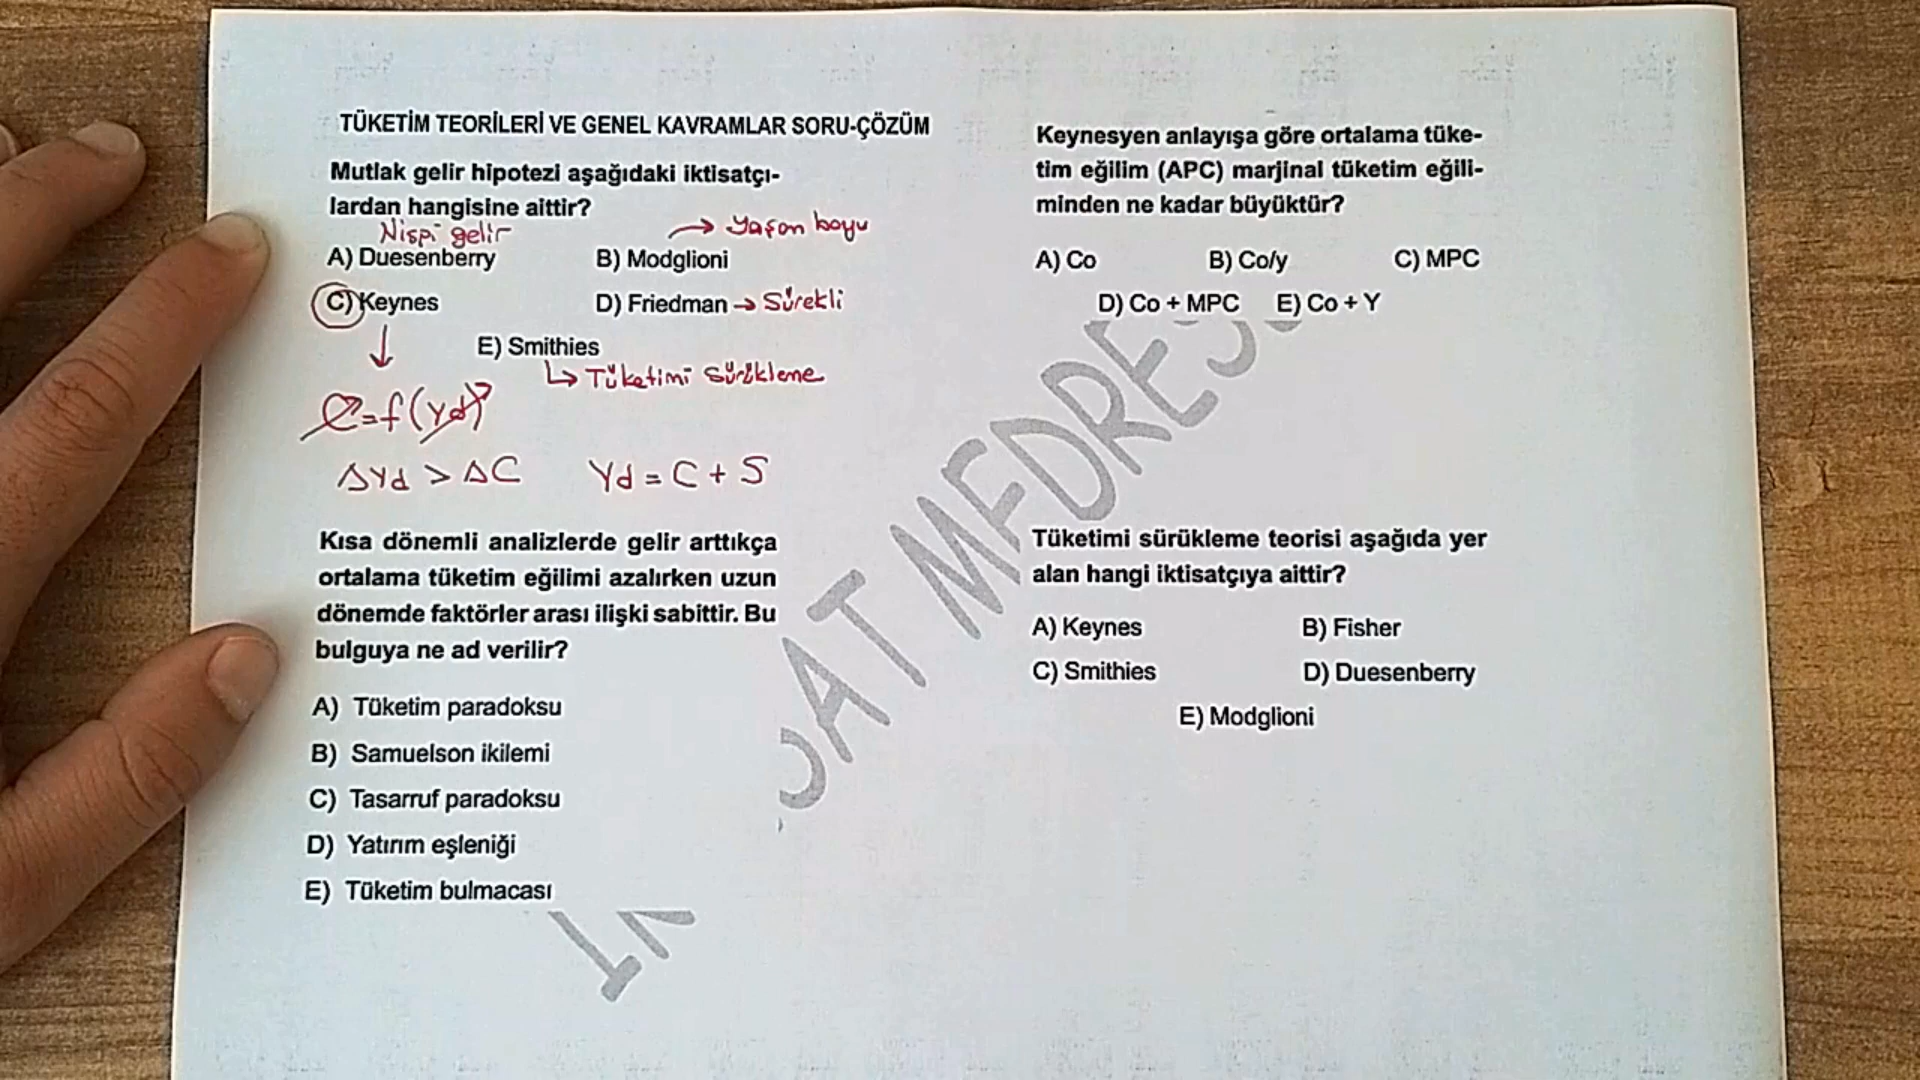 TÜKETİM TEORİLERİ VE GENEL KAVRAMLAR SORU-ÇÖZÜM
Mutlak gelir hipotezi aşağıdaki iktisatçı-
lardan hangisine aittir?
Nispi gelir
→ Yaşam boyu
A) Duesenberry B) Modglioni
C) Keynes D) Friedman → Sürekli
E) Smithies
↳ Tüketimi Sürükleme
C=f(Yd)
ΔYd > ΔC Yd = C + S
Kısa dönemli analizlerde gelir arttıkça
ortalama tüketim eğilimi azalırken uzun
dönemde faktörler arası ilişki sabittir. Bu
bulguya ne ad verilir?
A) Tüketim paradoksu
B) Samuelson ikilemi
C) Tasarruf paradoksu
D) Yatırım eşleniği
E) Tüketim bulmacası
Keynesyen anlayışa göre ortalama tüke-
tim eğilim (APC) marjinal tüketim eğili-
minden ne kadar büyüktür?
A) Co B) Co/y C) MPC
D) Co + MPC E) Co + Y
Tüketimi sürükleme teorisi aşağıda yer
alan hangi iktisatçıya aittir?
A) Keynes B) Fisher
C) Smithies D) Duesenberry
E) Modglioni